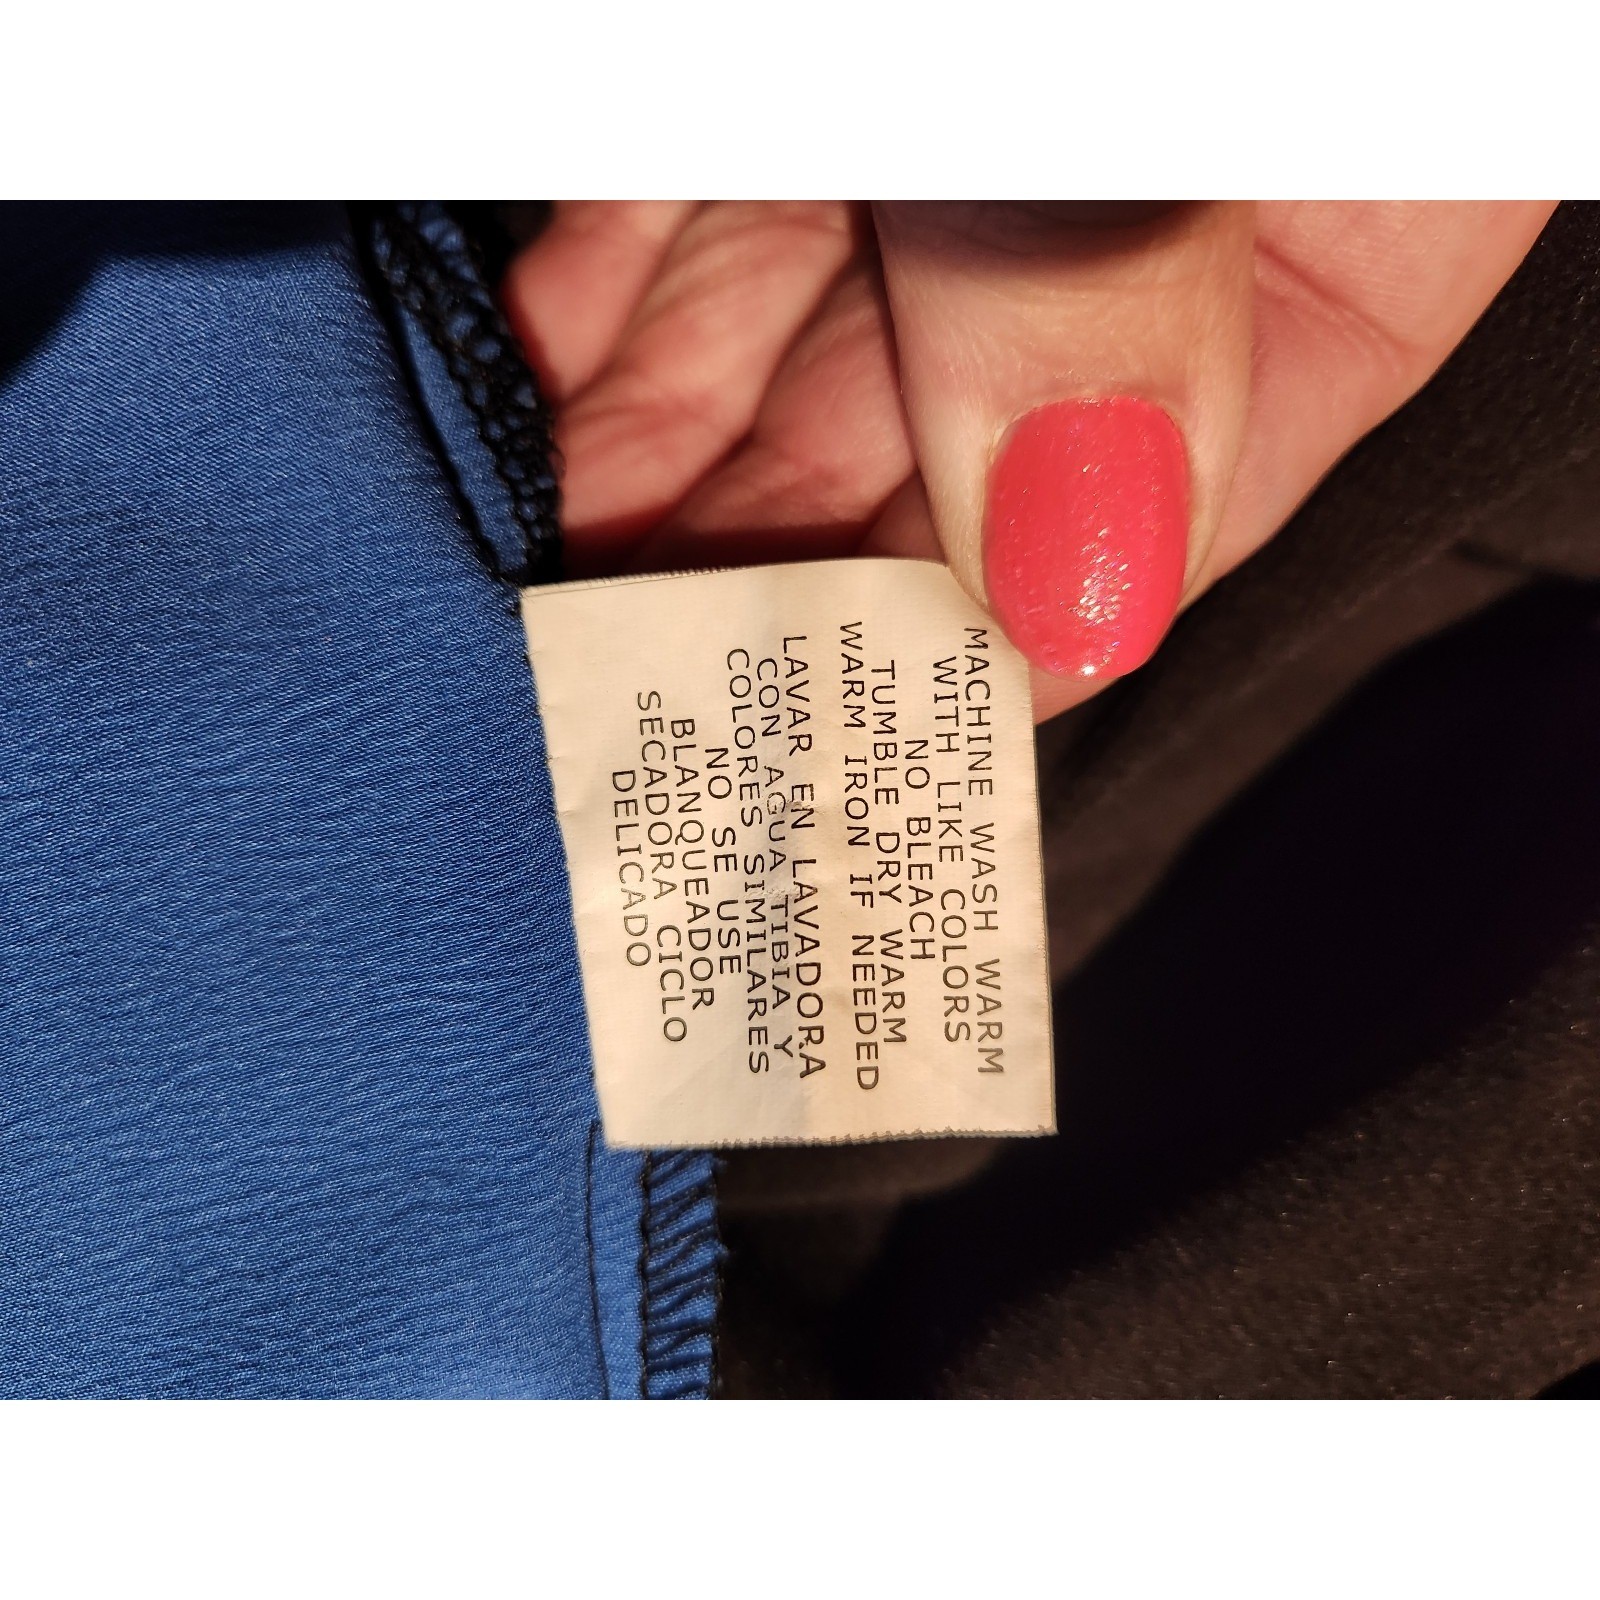 MACHINE WASH WARM
WITH LIKE COLORS
NO BLEACH
TUMBLE DRY WARM
WARM IRON IF NEEDED
LAVAR EN LAVADORA
CON AGUA TIBIA Y
COLORES SIMILARES
NO SE USE
BLANQUEADOR
SECADORA CICLO
DELICADO